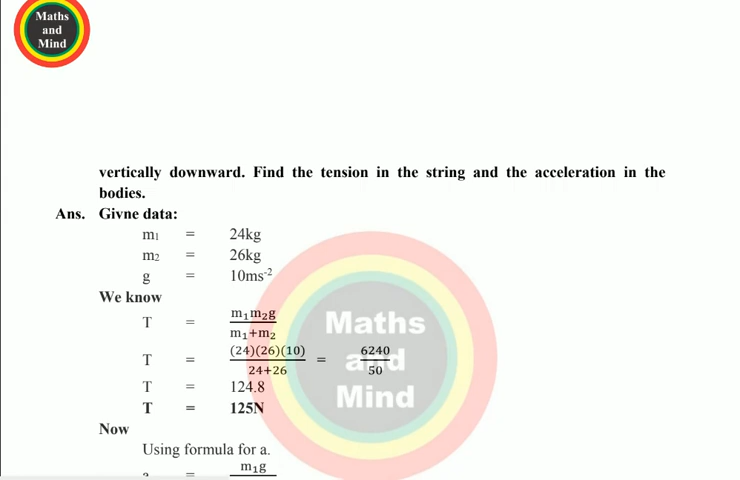 Maths
and
Mind
vertically downward. Find the tension in the string and the acceleration in the
bodies.
Ans. Givne data:
m₁ = 24kg
m₂ = 26kg
g = 10ms⁻²
We know
T = m₁m₂g / m₁+m₂
T = (24)(26)(10) / 24+26 = 6240 / 50
T = 124.8
T = 125N
Now
Using formula for a.
a = m₁g
Maths
and
Mind